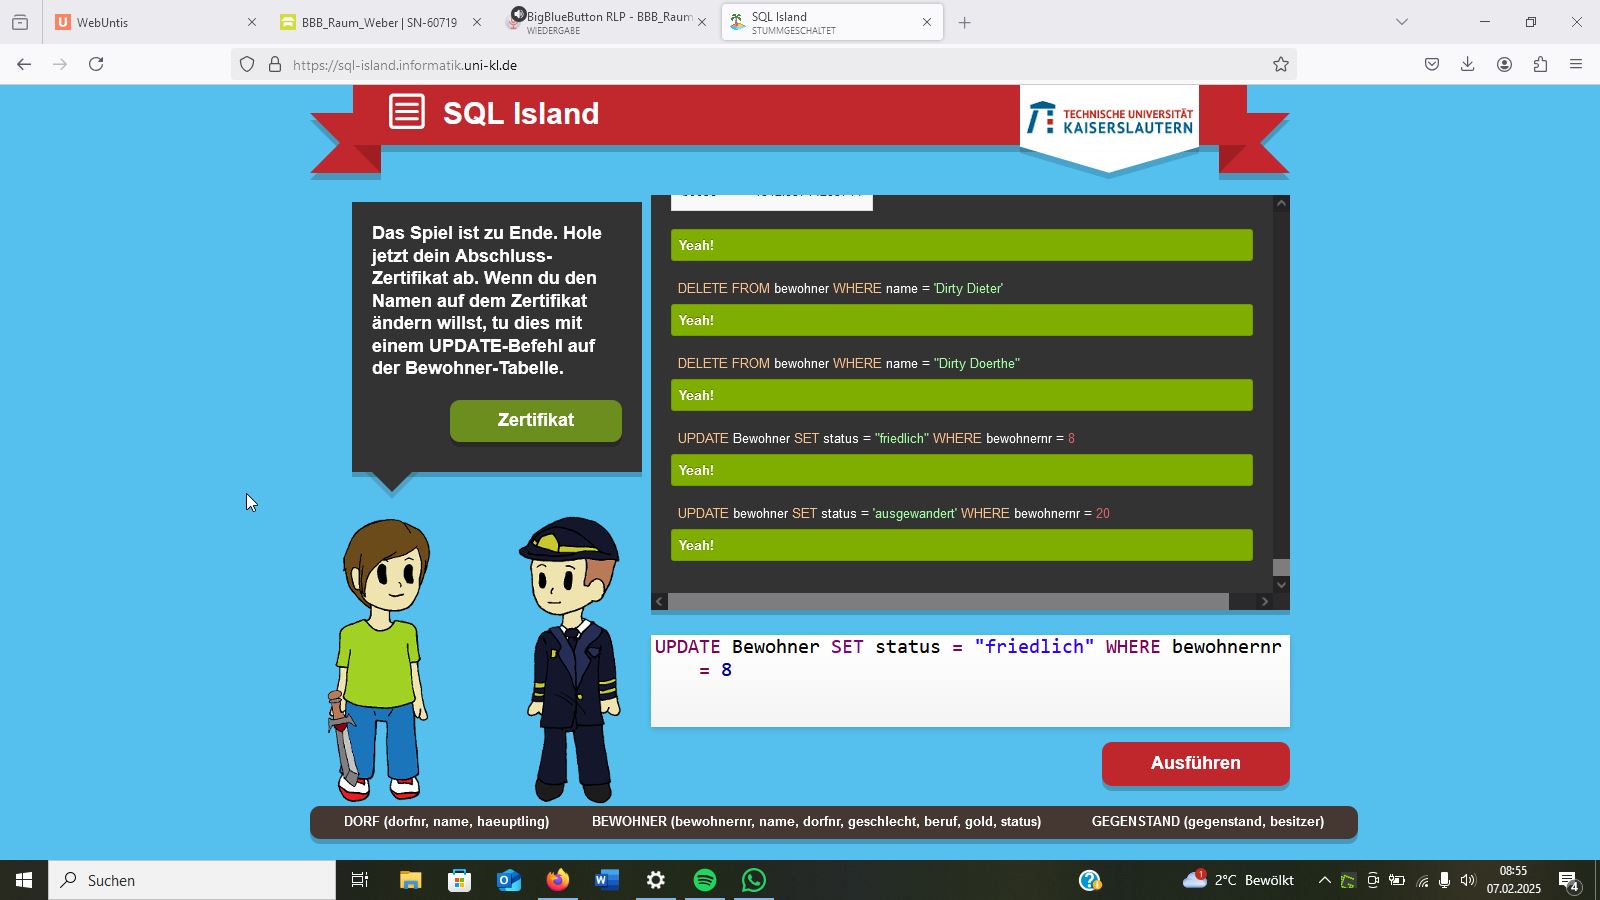 WebUntis
BBB_Raum_Weber | SN-60719
BigBlueButton RLP - BBB_Raum
WIEDERGABE
SQL Island
STUMMGESCHALTET
https://sql-island.informatik.uni-kl.de
SQL Island
TECHNISCHE UNIVERSITÄT
KAISERSLAUTERN
Das Spiel ist zu Ende. Hole
jetzt dein Abschluss-
Zertifikat ab. Wenn du den
Namen auf dem Zertifikat
ändern willst, tu dies mit
einem UPDATE-Befehl auf
der Bewohner-Tabelle.
Zertifikat
Yeah!
DELETE FROM bewohner WHERE name = 'Dirty Dieter'
Yeah!
DELETE FROM bewohner WHERE name = "Dirty Doerthe"
Yeah!
UPDATE Bewohner SET status = "friedlich" WHERE bewohnernr = 8
Yeah!
UPDATE bewohner SET status = 'ausgewandert' WHERE bewohnernr = 20
Yeah!
UPDATE Bewohner SET status = "friedlich" WHERE bewohnernr
= 8
Ausführen
DORF (dorfnr, name, haeuptling) BEWOHNER (bewohnernr, name, dorfnr, geschlecht, beruf, gold, status) GEGENSTAND (gegenstand, besitzer)
Suchen
2°C Bewölkt
08:55
07.02.2025
4